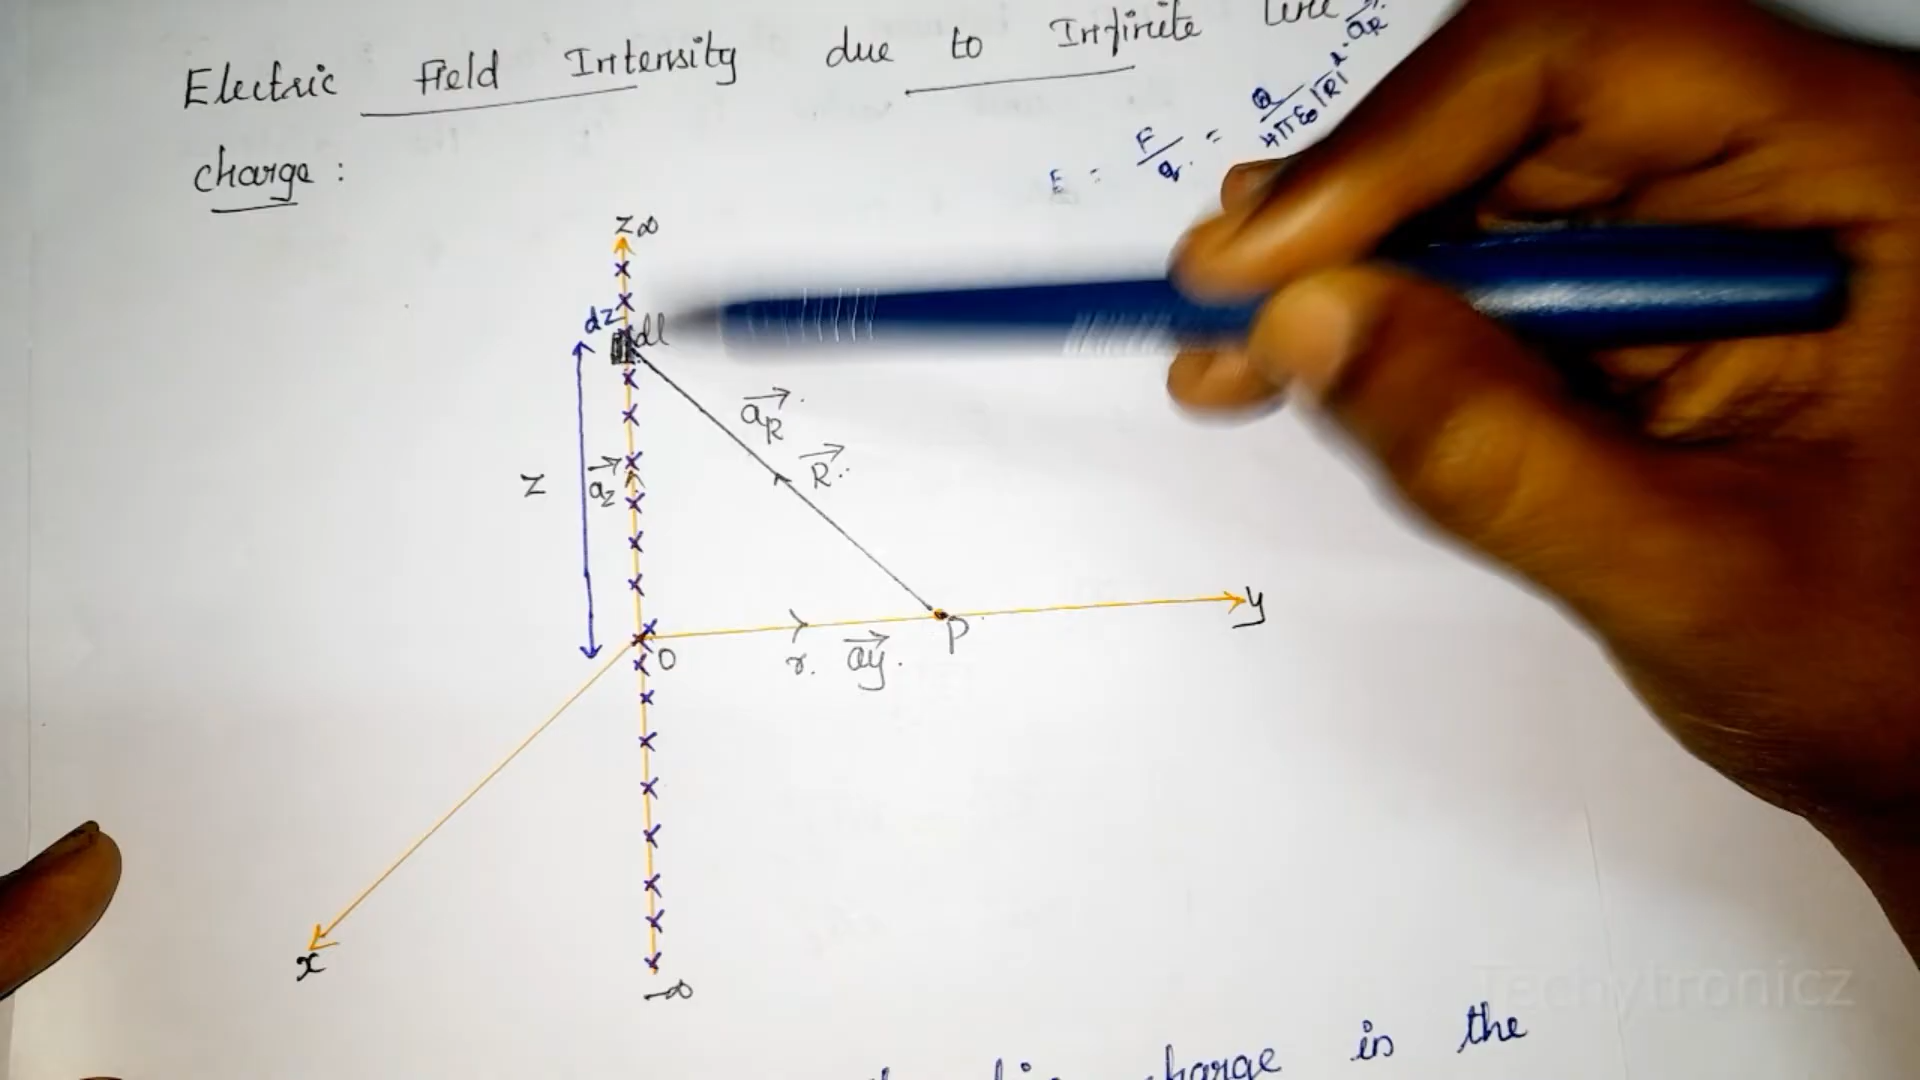 Electric Field Intensity due to Infinite line
charge :
E = F/q = Q/4πε₀|R|² . aR
z ∞
dz
dl
aR
R
z
az
y
P
O
r. ay.
x
-∞
Techytronicz
charge is the